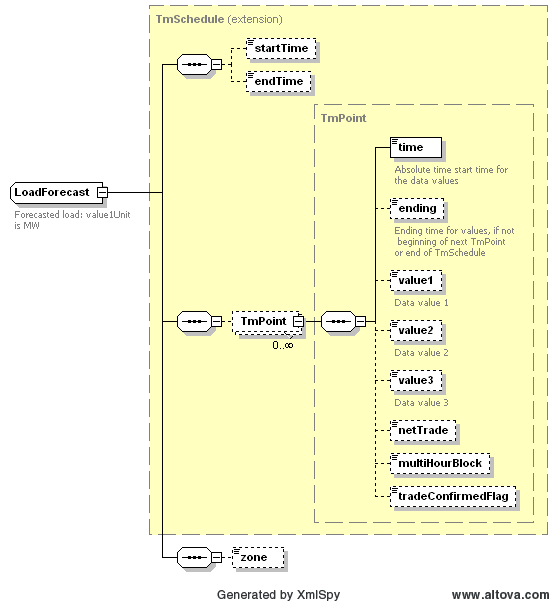 TmSchedule (extension)
startTime
endTime
TmPoint
time
Absolute time start time for
the data values
LoadForecast
Forecasted load: value1Unit
is MW
ending
Ending time for values, if not
beginning of next TmPoint
or end of TmSchedule
value1
Data value 1
TmPoint
0..∞
value2
Data value 2
value3
Data value 3
netTrade
multiHourBlock
tradeConfirmedFlag
zone
Generated by XmlSpy
www.altova.com